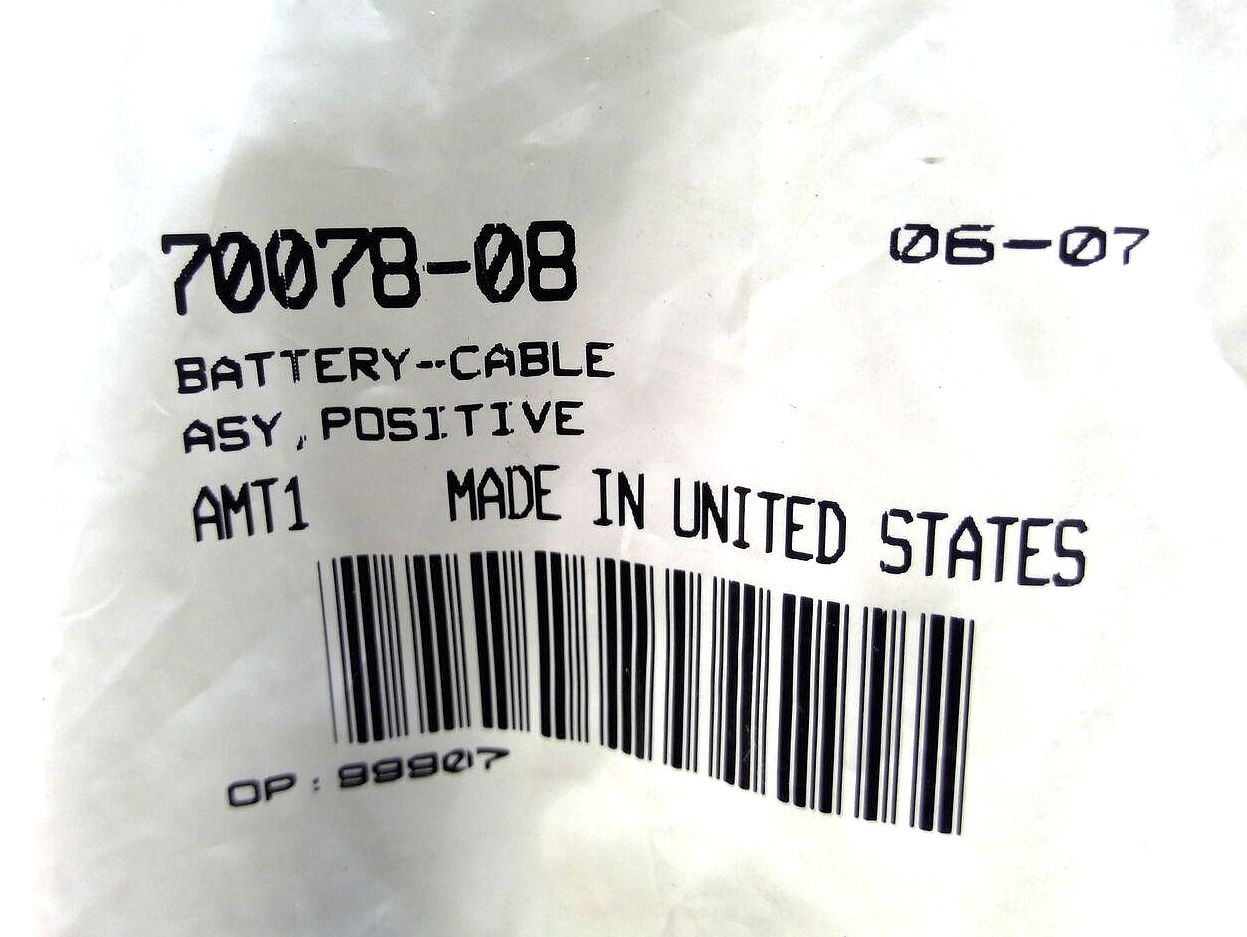 70078-08
06-07
BATTERY--CABLE
ASY, POSITIVE
AMT1 MADE IN UNITED STATES
OP: 99907